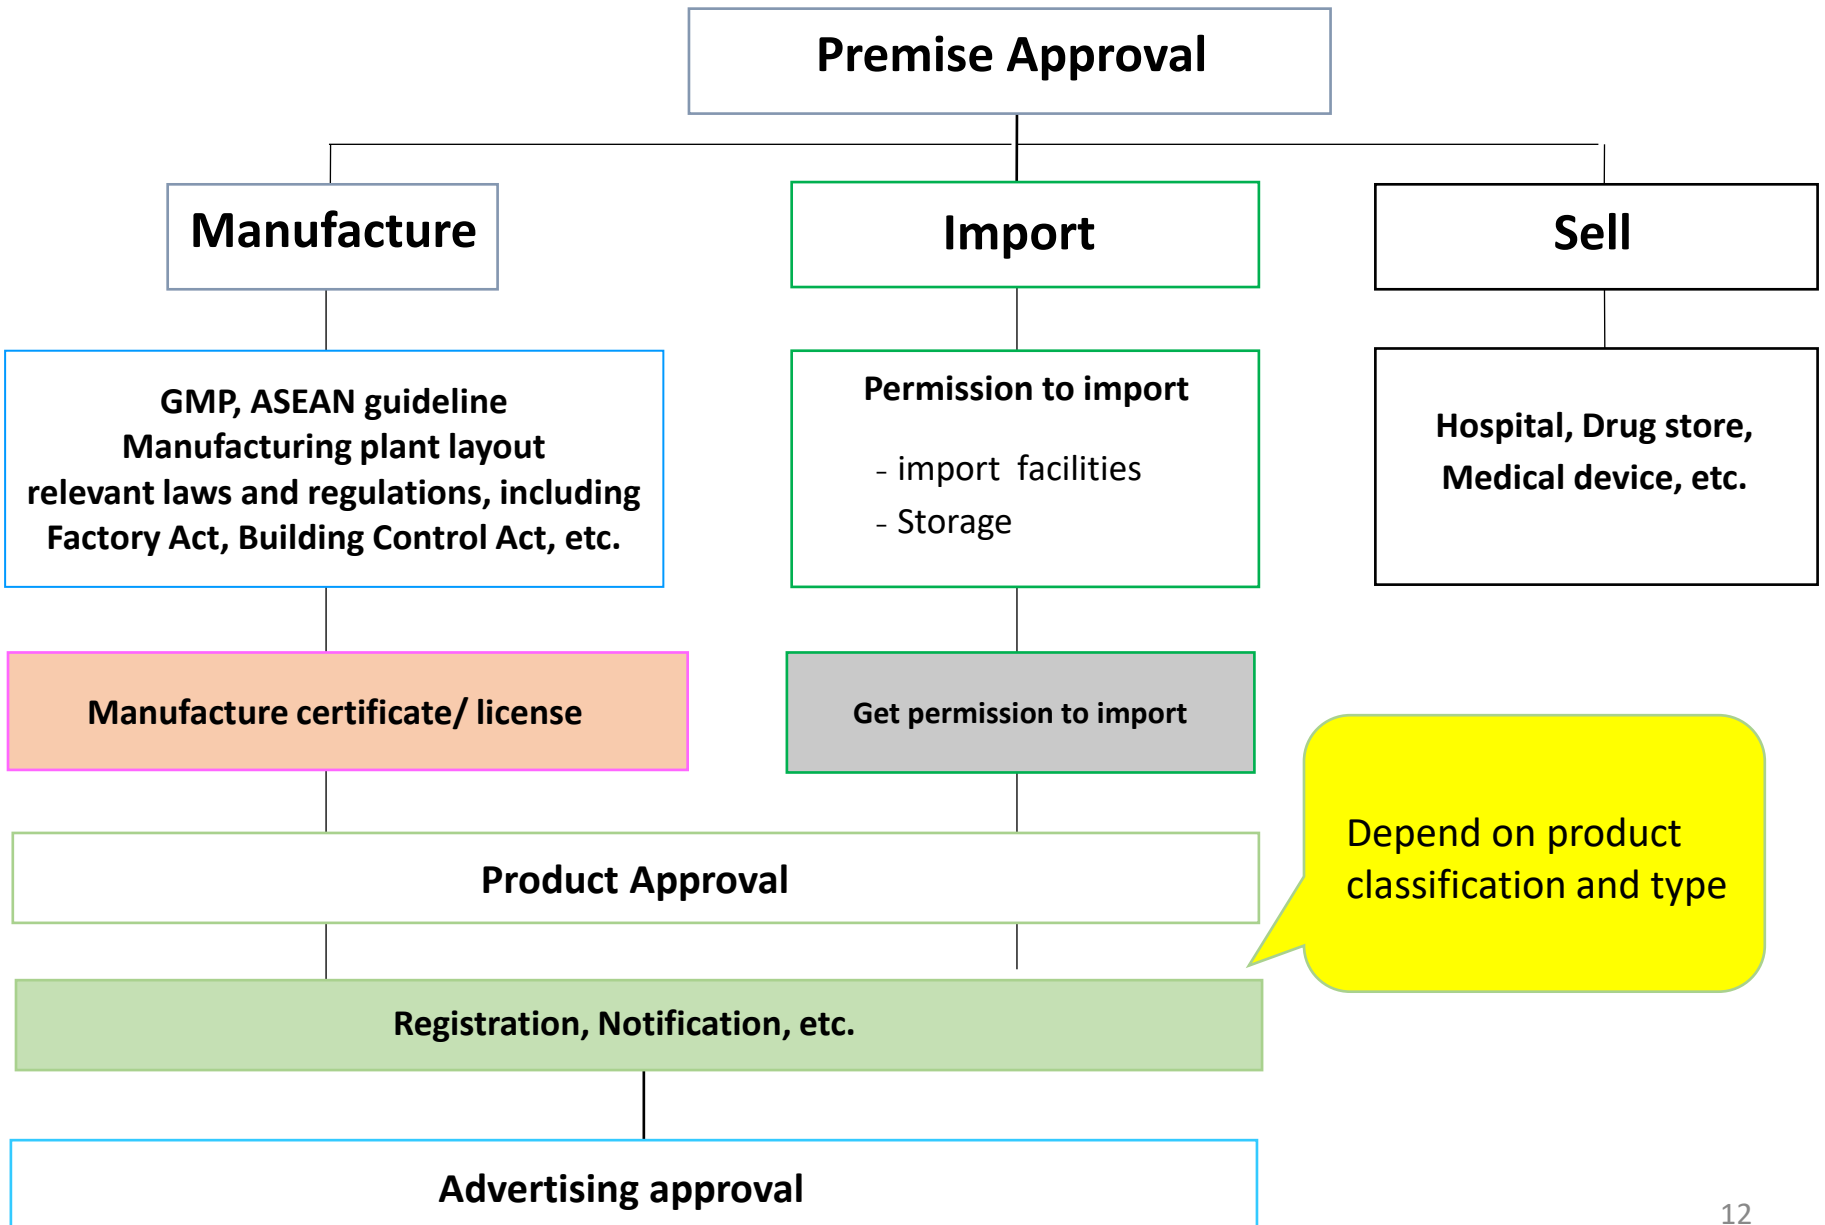 Premise Approval
Manufacture
Import
Sell
GMP, ASEAN guideline
Manufacturing plant layout
relevant laws and regulations, including
Factory Act, Building Control Act, etc.
Permission to import
- import facilities
- Storage
Hospital, Drug store,
Medical device, etc.
Manufacture certificate/ license
Get permission to import
Depend on product
classification and type
Product Approval
Registration, Notification, etc.
Advertising approval
12